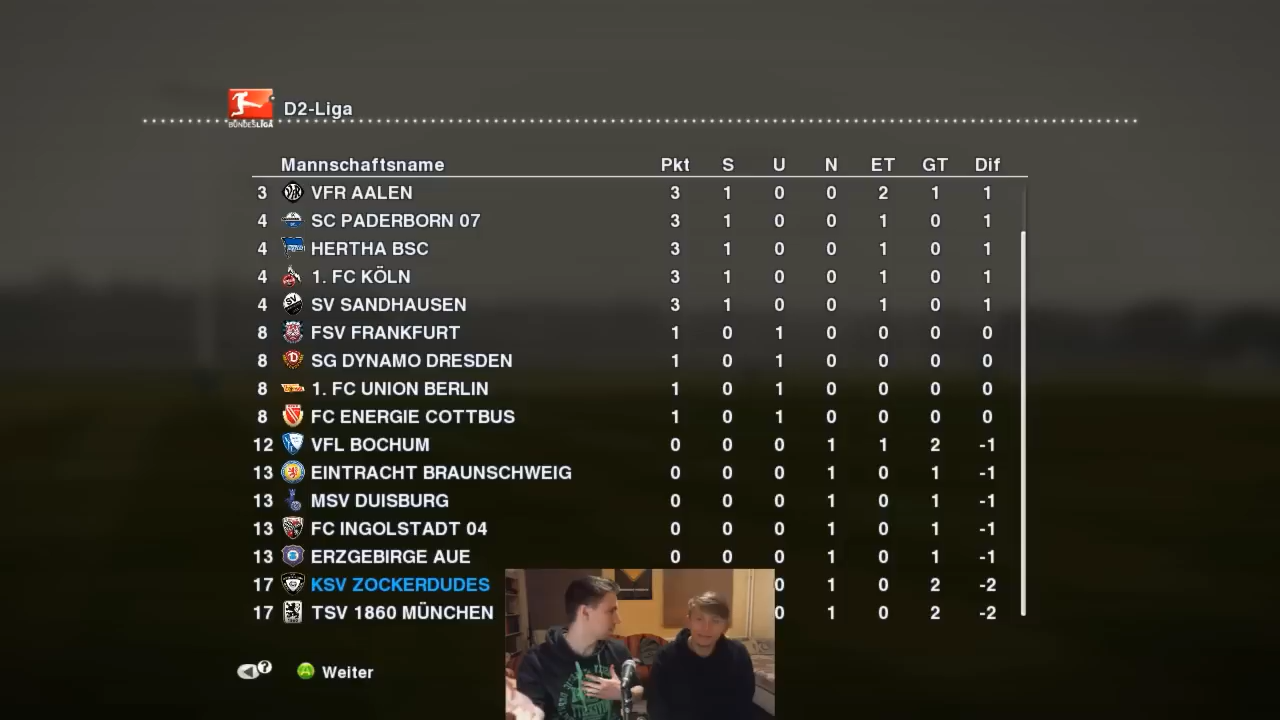 BUNDESLIGA
D2-Liga
Mannschaftsname Pkt S U N ET GT Dif
3 VFR AALEN 3 1 0 0 2 1 1
4 SC PADERBORN 07 3 1 0 0 1 0 1
4 HERTHA BSC 3 1 0 0 1 0 1
4 1. FC KÖLN 3 1 0 0 1 0 1
4 SV SANDHAUSEN 3 1 0 0 1 0 1
8 FSV FRANKFURT 1 0 1 0 0 0 0
8 SG DYNAMO DRESDEN 1 0 1 0 0 0 0
8 1. FC UNION BERLIN 1 0 1 0 0 0 0
8 FC ENERGIE COTTBUS 1 0 1 0 0 0 0
12 VFL BOCHUM 0 0 0 1 1 2 -1
13 EINTRACHT BRAUNSCHWEIG 0 0 0 1 0 1 -1
13 MSV DUISBURG 0 0 0 1 0 1 -1
13 FC INGOLSTADT 04 0 0 0 1 0 1 -1
13 ERZGEBIRGE AUE 0 0 0 1 0 1 -1
17 KSV ZOCKERDUDES 0 1 0 2 -2
17 TSV 1860 MÜNCHEN 0 1 0 2 -2
? Weiter